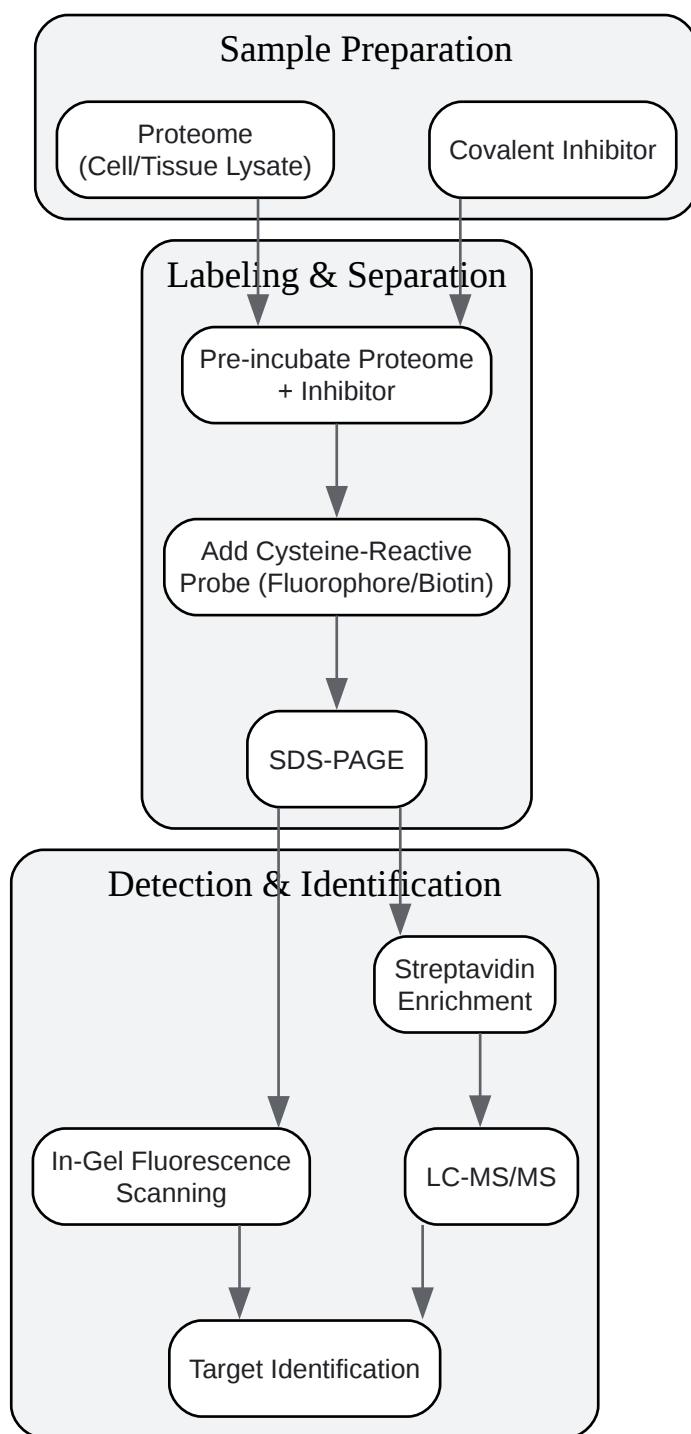 Sample Preparation
Proteome
(Cell/Tissue Lysate)
Covalent Inhibitor
Labeling & Separation
Pre-incubate Proteome
+ Inhibitor
Add Cysteine-Reactive
Probe (Fluorophore/Biotin)
SDS-PAGE
Detection & Identification
Streptavidin
Enrichment
In-Gel Fluorescence
Scanning
LC-MS/MS
Target Identification